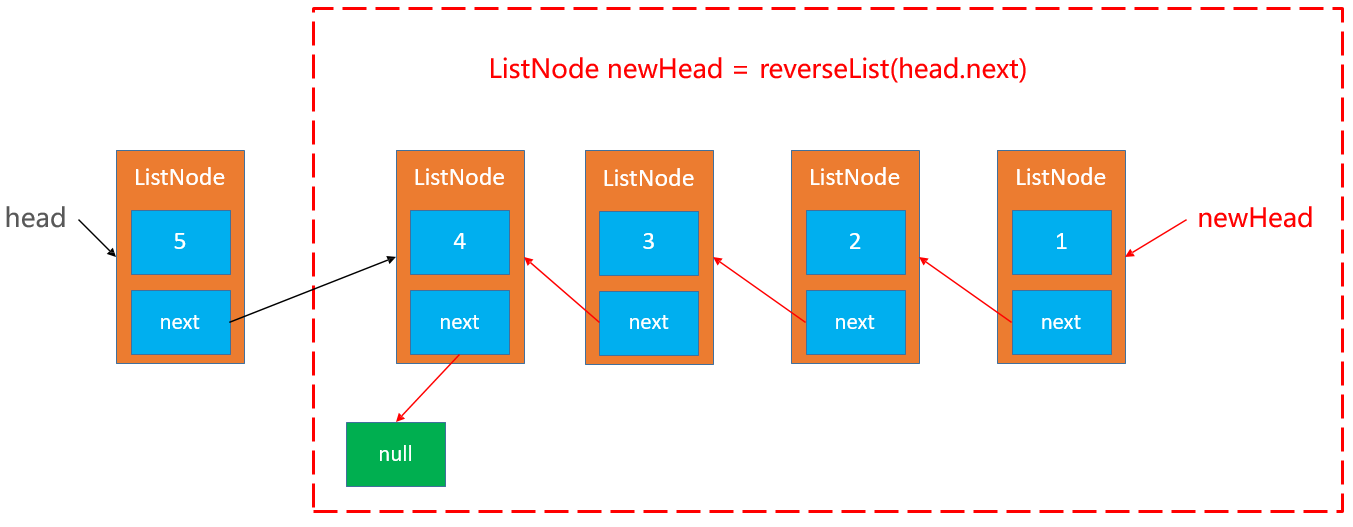 ListNode newHead = reverseList(head.next)
head
ListNode
5
next
ListNode
4
next
ListNode
3
next
ListNode
2
next
ListNode
1
next
newHead
null